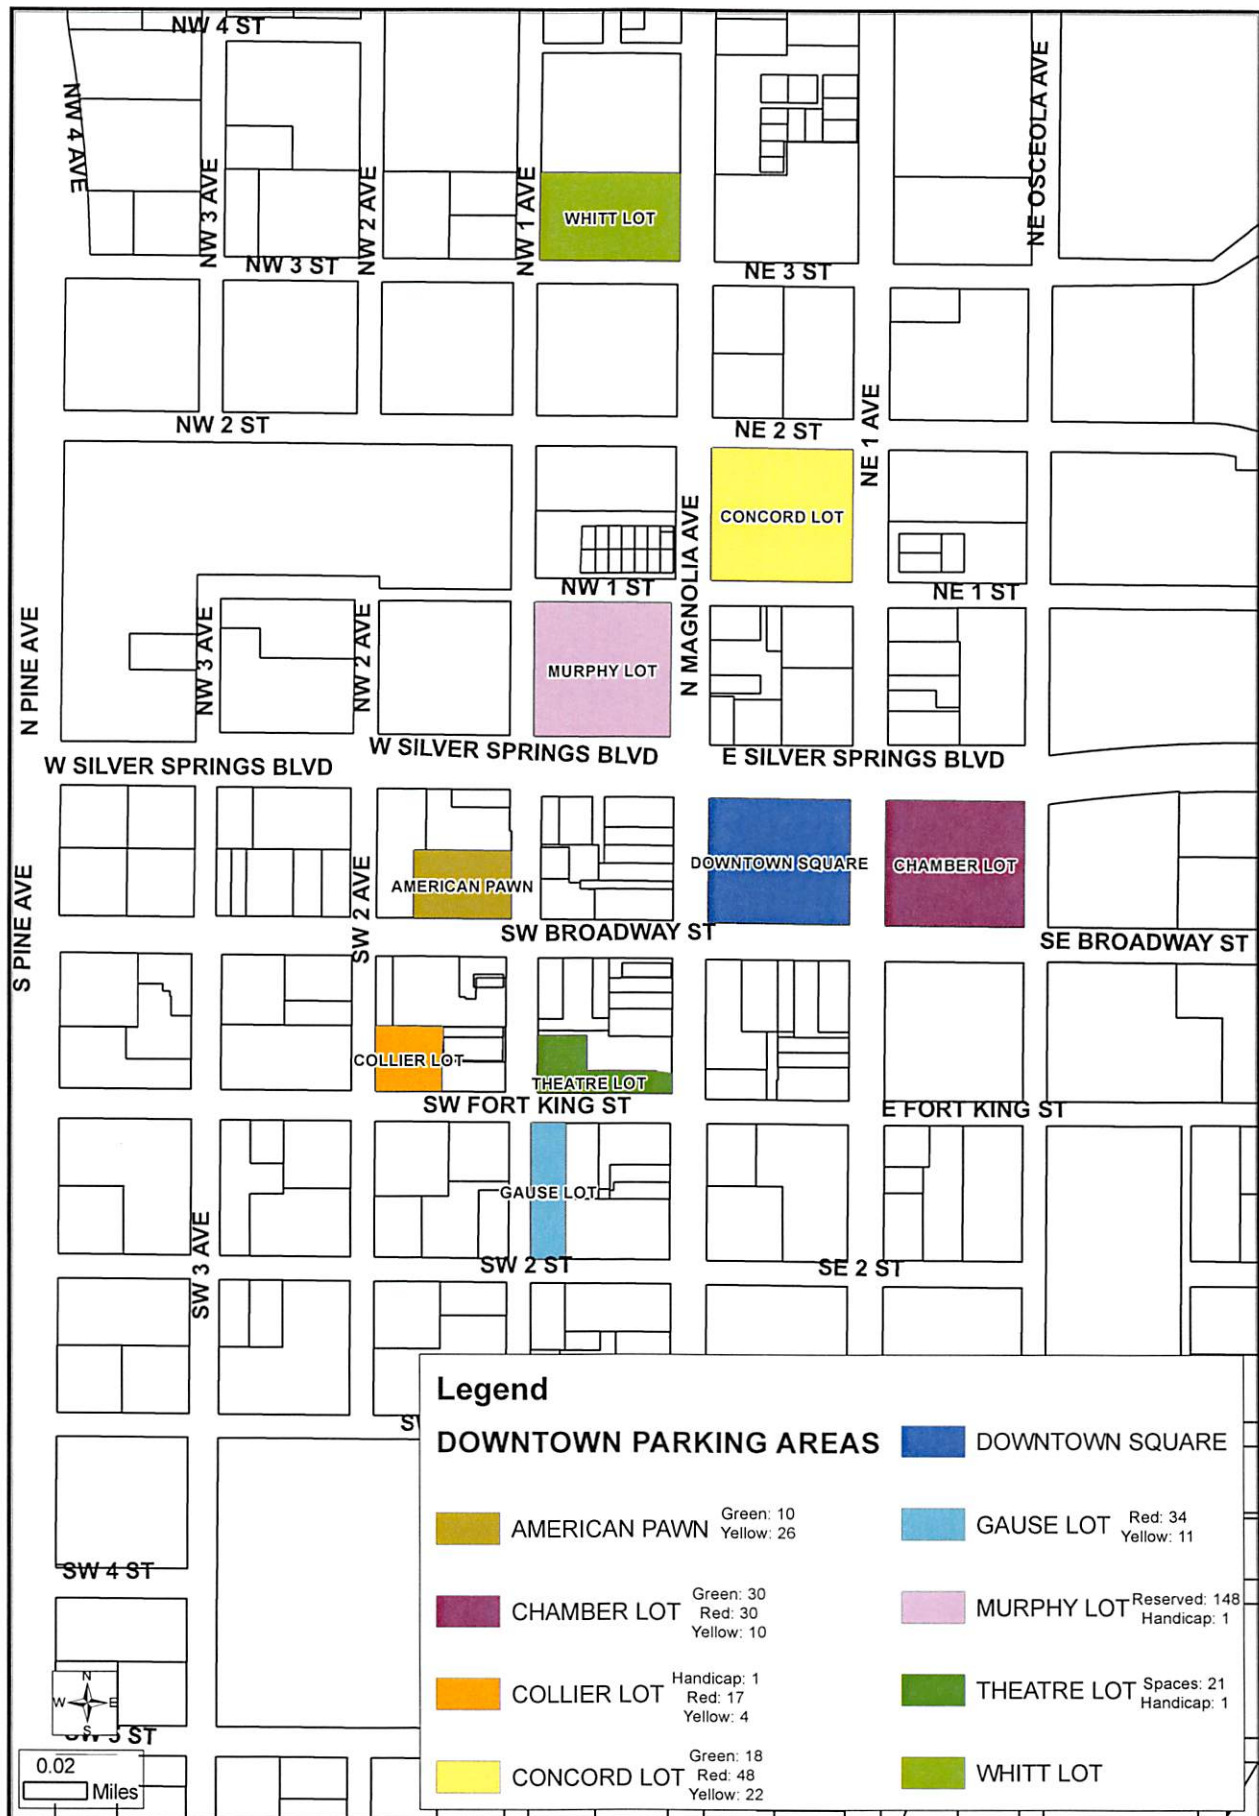 NW 4 ST
NW 4 AVE
NW 3 AVE
NW 2 AVE
NW 1 AVE
NE OSCEOLA AVE
WHITT LOT
NW 3 ST
NE 3 ST
NW 2 ST
NE 2 ST
NE 1 AVE
CONCORD LOT
N MAGNOLIA AVE
NW 1 ST
NE 1 ST
N PINE AVE
NW 3 AVE
NW 2 AVE
MURPHY LOT
W SILVER SPRINGS BLVD
W SILVER SPRINGS BLVD
E SILVER SPRINGS BLVD
S PINE AVE
SW 2 AVE
AMERICAN PAWN
DOWNTOWN SQUARE
CHAMBER LOT
SW BROADWAY ST
SE BROADWAY ST
COLLIER LOT
THEATRE LOT
SW FORT KING ST
E FORT KING ST
GAUSE LOT
SW 3 AVE
SW 2 ST
SE 2 ST
Legend
DOWNTOWN PARKING AREAS
AMERICAN PAWN
Green: 10
Yellow: 26
CHAMBER LOT
Green: 30
Red: 30
Yellow: 10
COLLIER LOT
Handicap: 1
Red: 17
Yellow: 4
CONCORD LOT
Green: 18
Red: 48
Yellow: 22
DOWNTOWN SQUARE
GAUSE LOT
Red: 34
Yellow: 11
MURPHY LOT
Reserved: 148
Handicap: 1
THEATRE LOT
Spaces: 21
Handicap: 1
WHITT LOT
SW 4 ST
N
W E
S
SW 5 ST
0.02
Miles